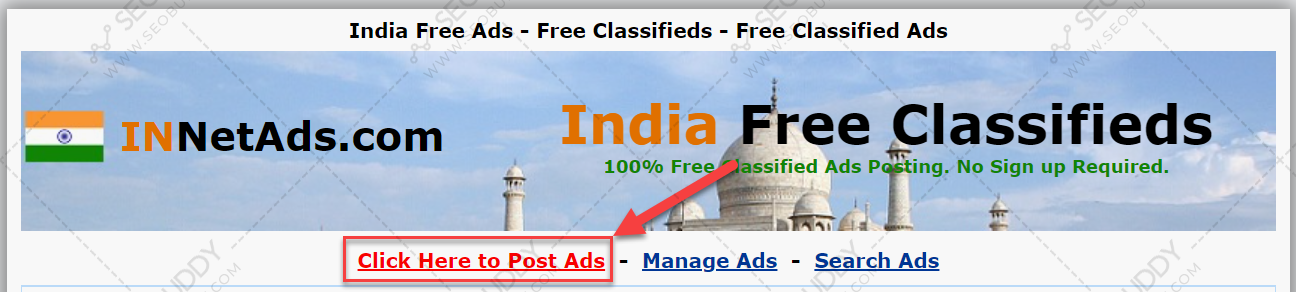 India Free Ads - Free Classifieds - Free Classified Ads
INNetAds.com
India Free Classifieds
100% Free Classified Ads Posting. No Sign up Required.
Click Here to Post Ads - Manage Ads - Search Ads